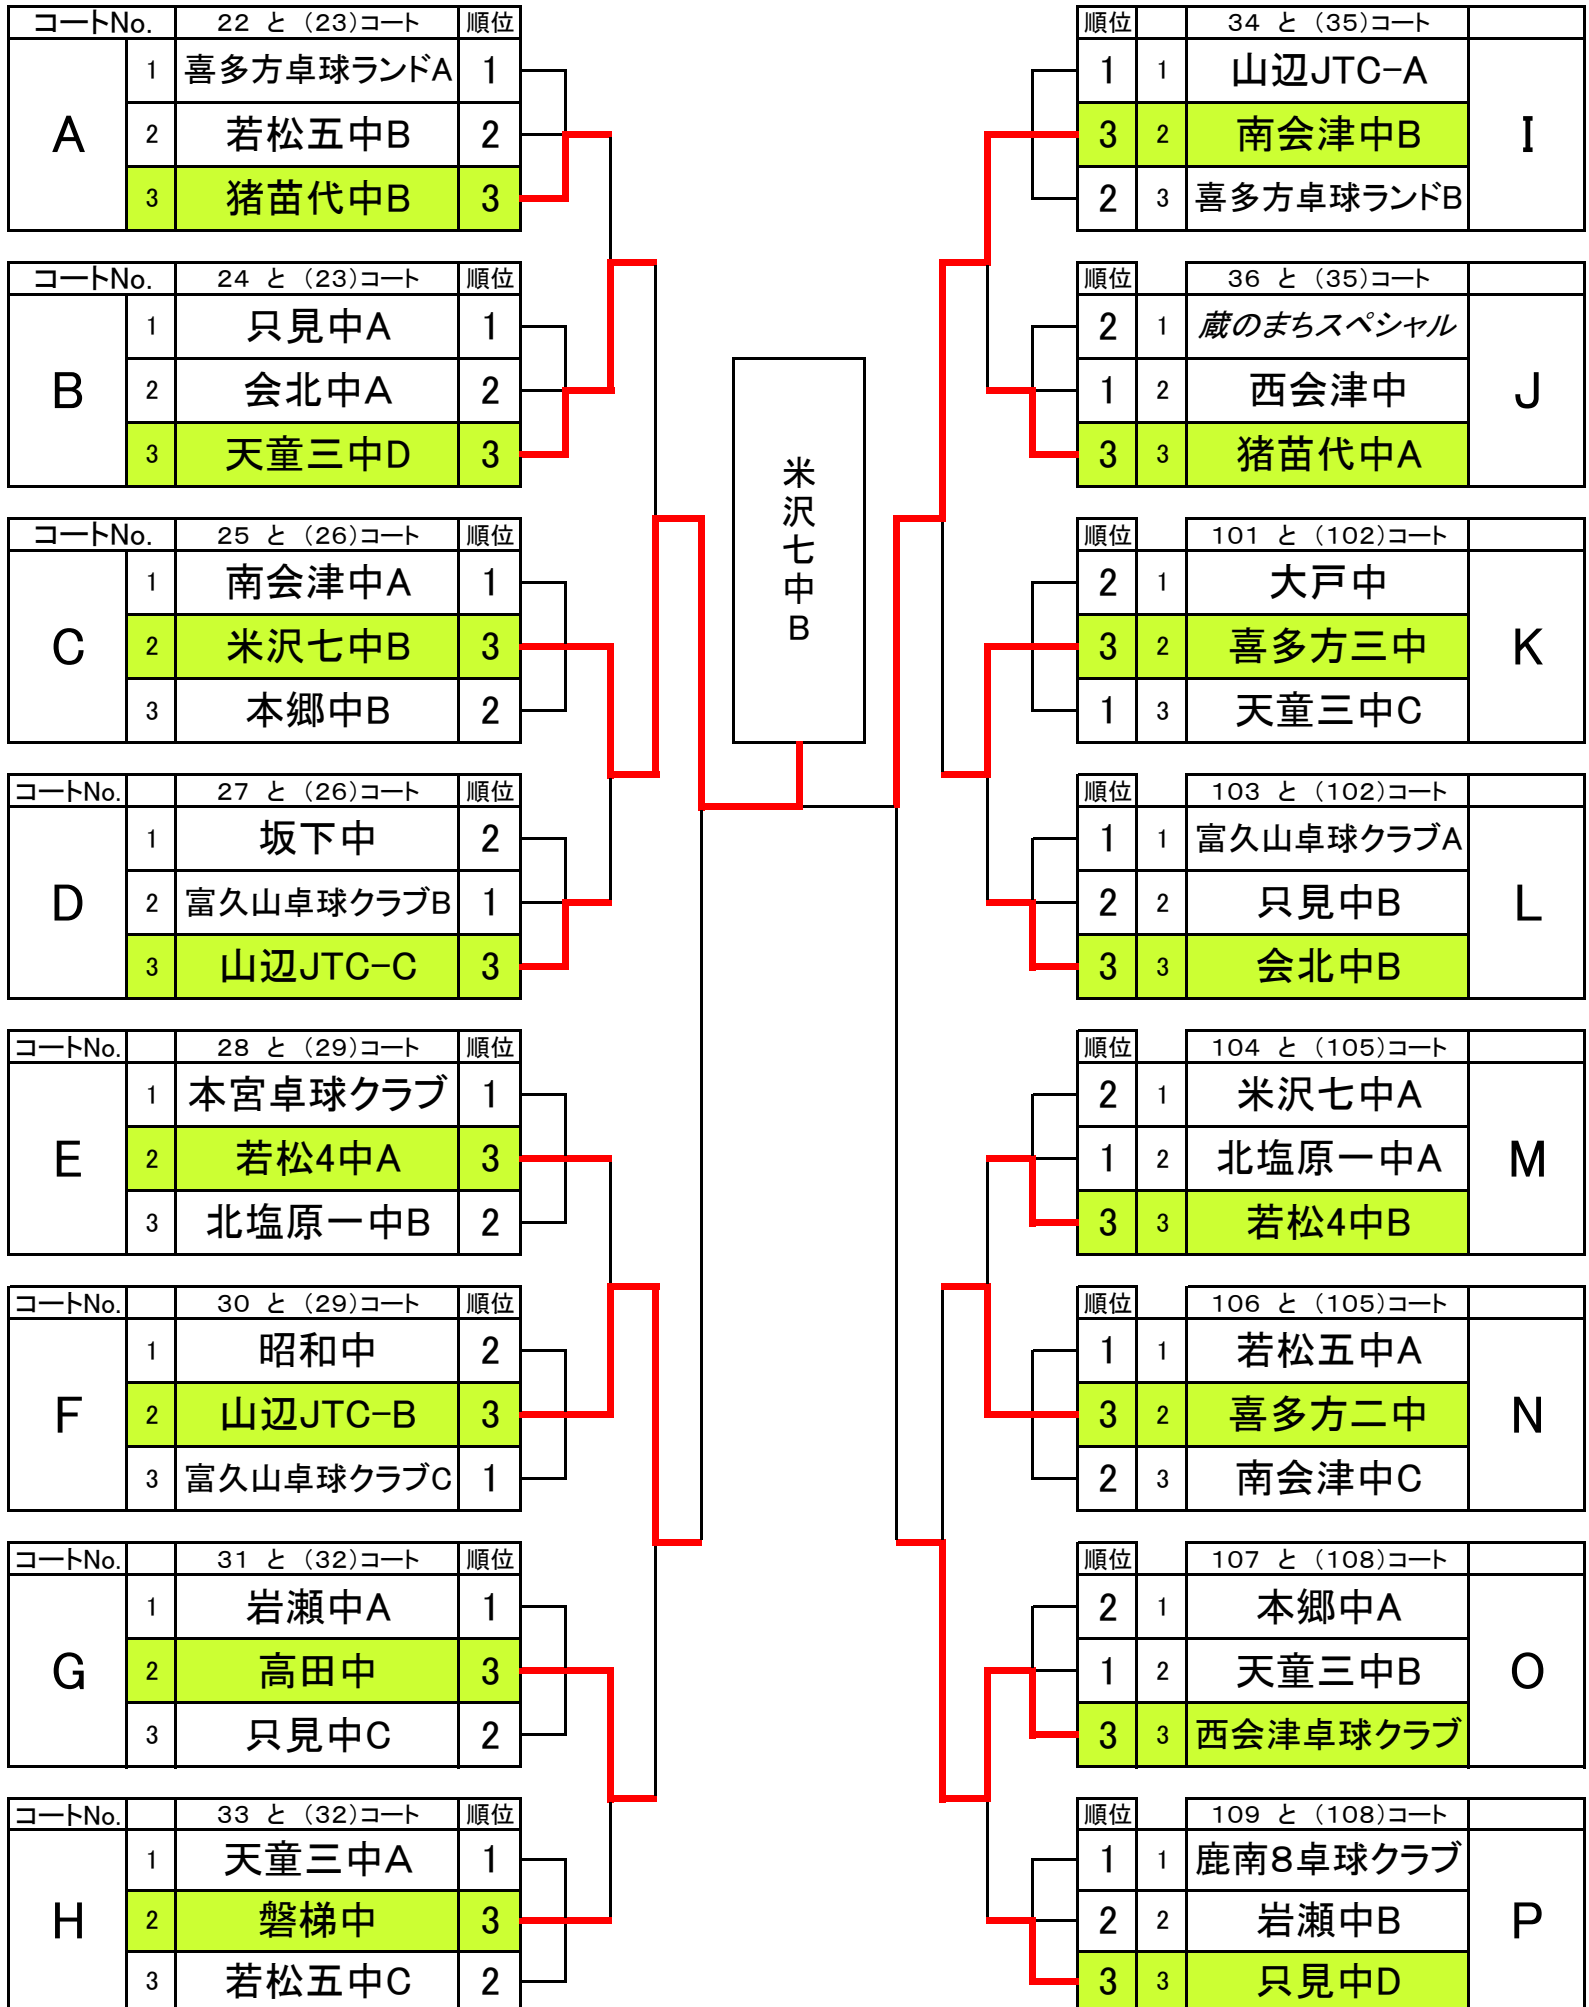 コートNo. 22 と (23)コート 順位
A
1 喜多方卓球ランドA 1
2 若松五中B 2
3 猪苗代中B 3
コートNo. 24 と (23)コート 順位
B
1 只見中A 1
2 会北中A 2
3 天童三中D 3
コートNo. 25 と (26)コート 順位
C
1 南会津中A 1
2 米沢七中B 3
3 本郷中B 2
コートNo. 27 と (26)コート 順位
D
1 坂下中 2
2 富久山卓球クラブB 1
3 山辺JTC-C 3
コートNo. 28 と (29)コート 順位
E
1 本宮卓球クラブ 1
2 若松4中A 3
3 北塩原一中B 2
コートNo. 30 と (29)コート 順位
F
1 昭和中 2
2 山辺JTC-B 3
3 富久山卓球クラブC 1
コートNo. 31 と (32)コート 順位
G
1 岩瀬中A 1
2 高田中 3
3 只見中C 2
コートNo. 33 と (32)コート 順位
H
1 天童三中A 1
2 磐梯中 3
3 若松五中C 2
米沢七中B
順位 34 と (35)コート
1 1 山辺JTC-A
3 2 南会津中B
2 3 喜多方卓球ランドB
I
順位 36 と (35)コート
2 1 蔵のまちスペシャル
1 2 西会津中
3 3 猪苗代中A
J
順位 101 と (102)コート
2 1 大戸中
3 2 喜多方三中
1 3 天童三中C
K
順位 103 と (102)コート
1 1 富久山卓球クラブA
2 2 只見中B
3 3 会北中B
L
順位 104 と (105)コート
2 1 米沢七中A
1 2 北塩原一中A
3 3 若松4中B
M
順位 106 と (105)コート
1 1 若松五中A
3 2 喜多方二中
2 3 南会津中C
N
順位 107 と (108)コート
2 1 本郷中A
1 2 天童三中B
3 3 西会津卓球クラブ
O
順位 109 と (108)コート
1 1 鹿南8卓球クラブ
2 2 岩瀬中B
3 3 只見中D
P